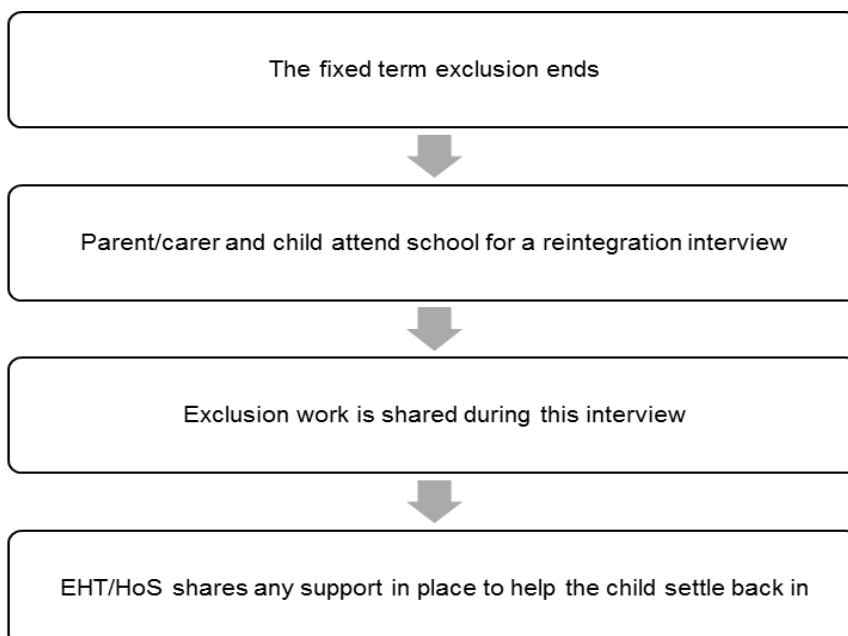 The fixed term exclusion ends
Parent/carer and child attend school for a reintegration interview
Exclusion work is shared during this interview
EHT/HoS shares any support in place to help the child settle back in